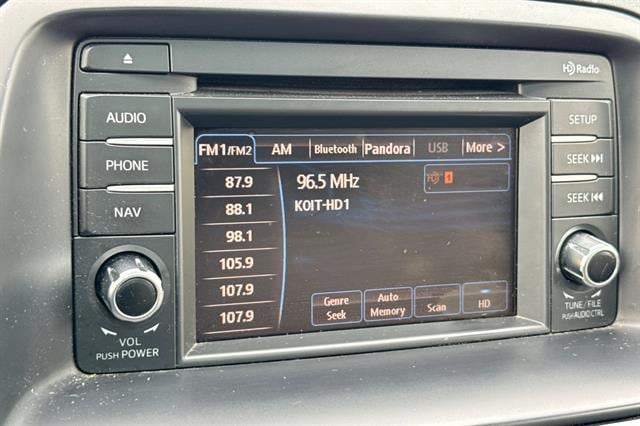 HD Radio
AUDIO
PHONE
NAV
VOL
PUSH POWER
FM1/FM2 AM Bluetooth Pandora USB More >
87.9
88.1
98.1
105.9
107.9
107.9
96.5 MHz
KOIT-HD1
HD 1
Genre Seek
Auto Memory
Scan
HD
SETUP
SEEK
SEEK
TUNE/FILE
PUSH AUDIO CTRL